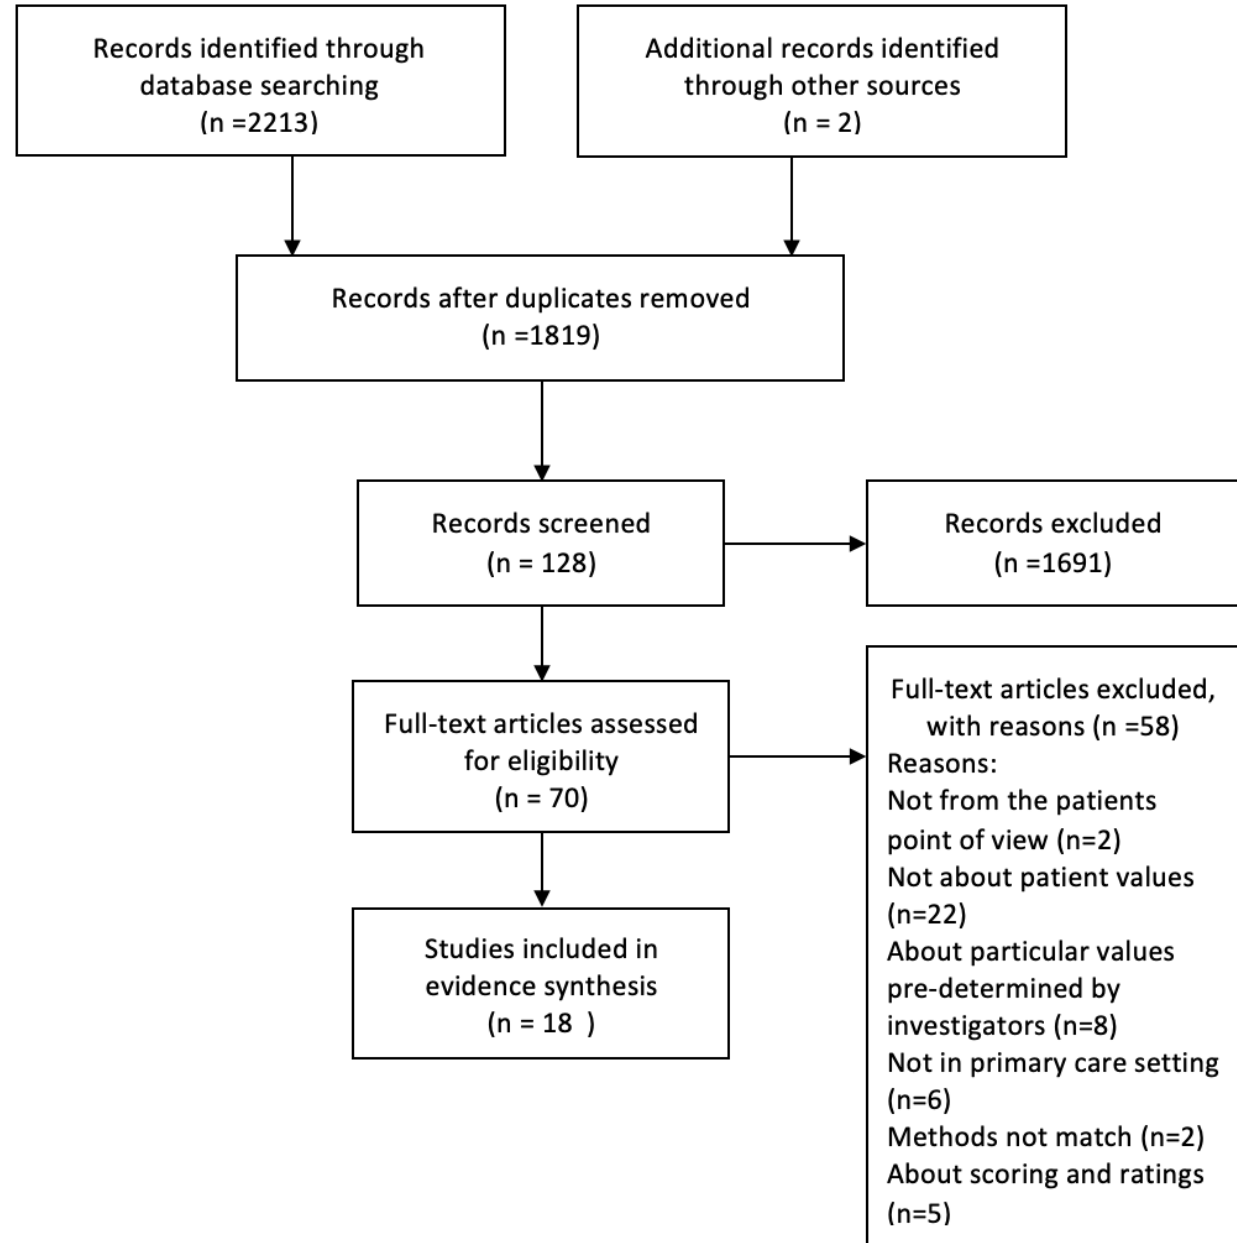 Records identified through
database searching
(n =2213)
Additional records identified
through other sources
(n = 2)
Records after duplicates removed
(n =1819)
Records screened
(n = 128)
Records excluded
(n =1691)
Full-text articles assessed
for eligibility
(n = 70)
Full-text articles excluded,
with reasons (n =58)
Reasons:
Not from the patients
point of view (n=2)
Not about patient values
(n=22)
About particular values
pre-determined by
investigators (n=8)
Not in primary care setting
(n=6)
Methods not match (n=2)
About scoring and ratings
(n=5)
Studies included in
evidence synthesis
(n = 18  )